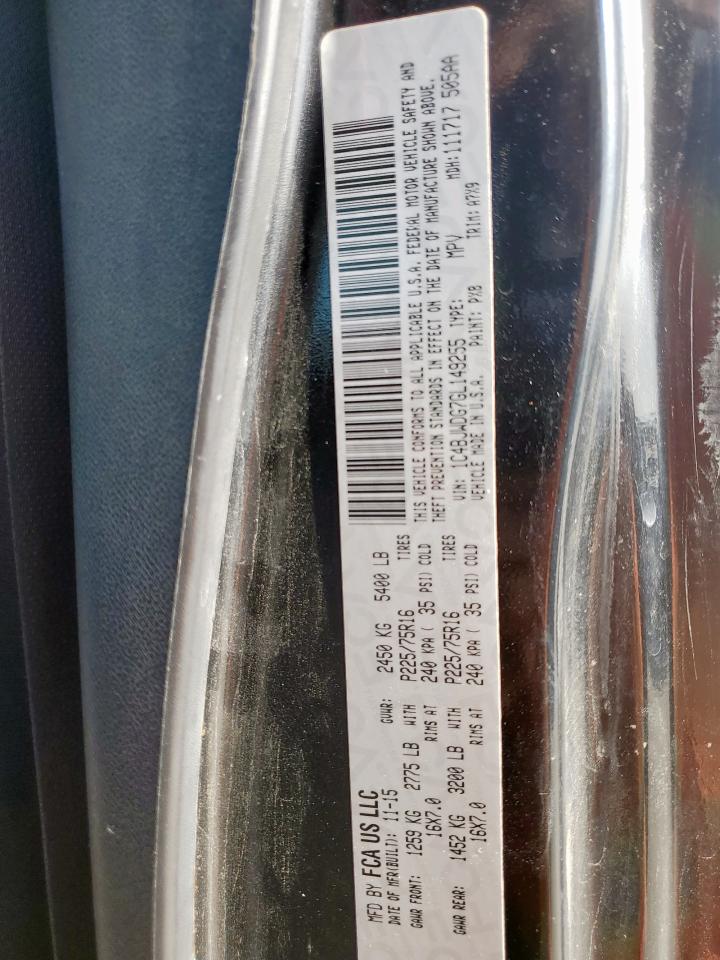 MFD BY FCA US LLC
DATE OF MFR(BUILT): 11-15 GVWR: 2450 KG 5400 LB
GAWR FRONT: 1259 KG 2775 LB WITH P225/75R16 TIRES
16X7.0 RIMS AT 240 KPA ( 35 PSI) COLD
GAWR REAR: 1452 KG 3200 LB WITH P225/75R16 TIRES
16X7.0 RIMS AT 240 KPA ( 35 PSI) COLD
THIS VEHICLE CONFORMS TO ALL APPLICABLE U.S.A. FEDERAL MOTOR VEHICLE SAFETY AND
THEFT PREVENTION STANDARDS IN EFFECT ON THE DATE OF MANUFACTURE SHOWN ABOVE.
VIN: 1C4BJWDG7GL149255 TYPE: MPV MDH:111717 505AA
VEHICLE MADE IN U.S.A. PAINT: PX8 TRIM: A7X9